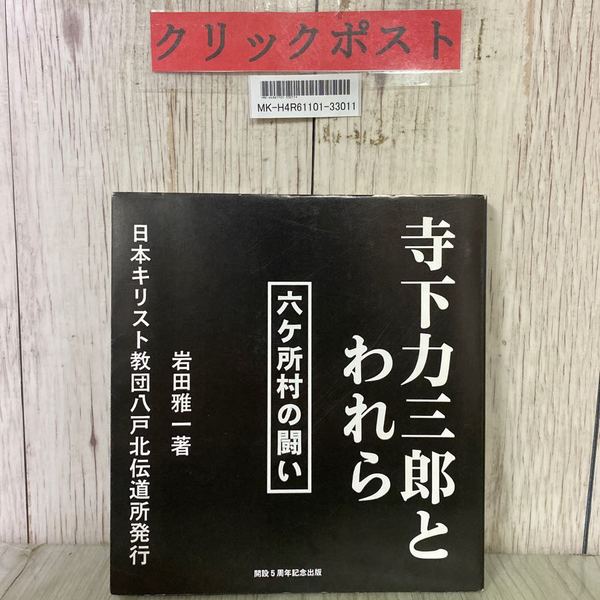 クリックポスト
MK-H4R61101-33011
寺下力三郎と
われら
六ケ所村の闘い
岩田雅一著
日本キリスト教団八戸北伝道所発行
開設5周年記念出版